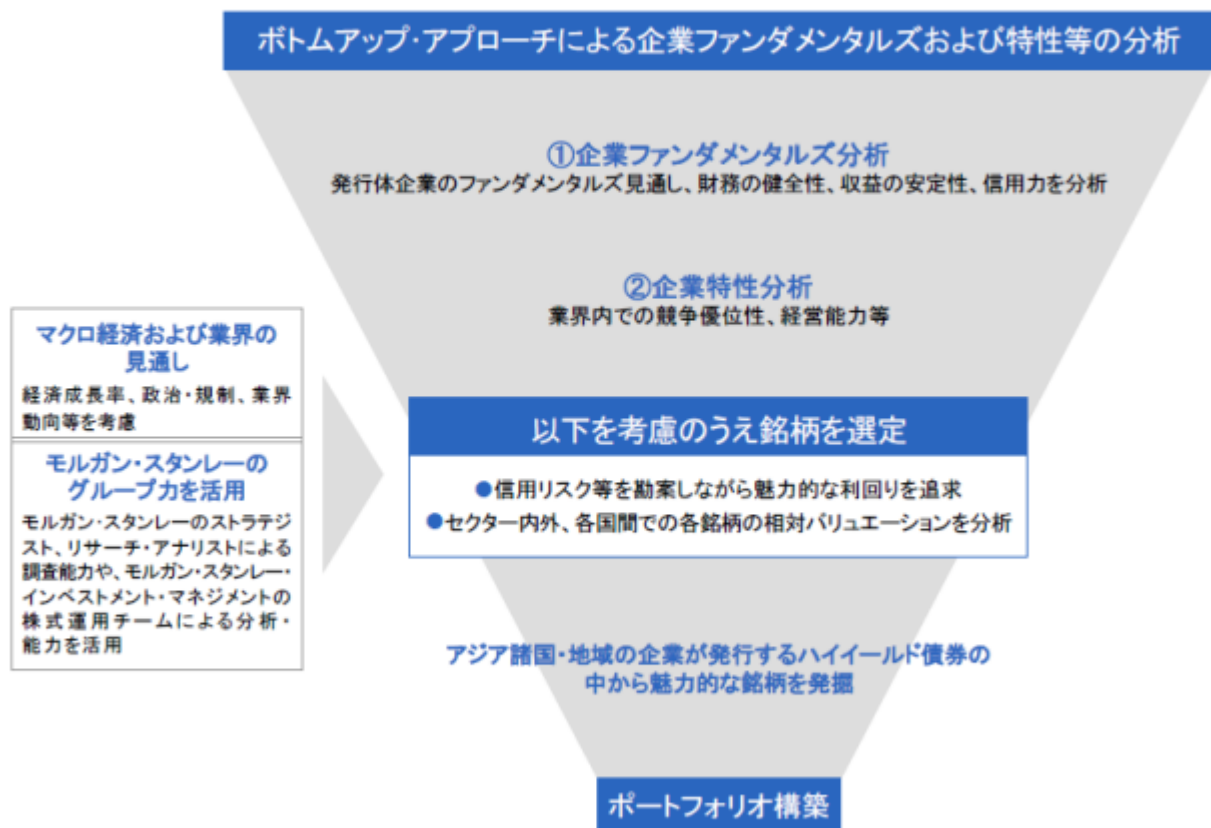 ボトムアップ・アプローチによる企業ファンダメンタルズおよび特性等の分析
①企業ファンダメンタルズ分析
発行体企業のファンダメンタルズ見通し、財務の健全性、収益の安定性、信用力を分析
②企業特性分析
業界内での競争優位性、経営能力等
マクロ経済および業界の
見通し
経済成長率、政治・規制、業界
動向等を考慮
モルガン・スタンレーの
グループ力を活用
モルガン・スタンレーのストラテジ
スト、リサーチ・アナリストによる
調査能力や、モルガン・スタンレー・
インベストメント・マネジメントの
株式運用チームによる分析・
能力を活用
以下を考慮のうえ銘柄を選定
●信用リスク等を勘案しながら魅力的な利回りを追求
●セクター内外、各国間での各銘柄の相対バリュエーションを分析
アジア諸国・地域の企業が発行するハイイールド債券の
中から魅力的な銘柄を発掘
ポートフォリオ構築